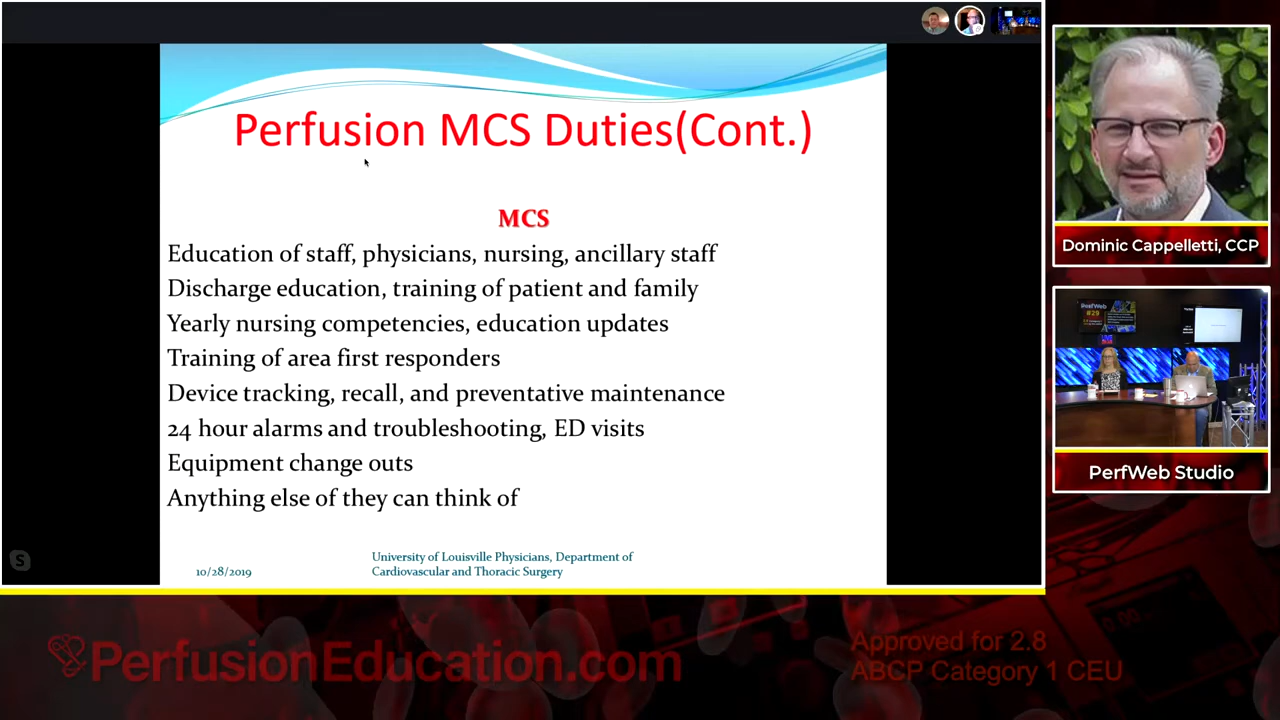 Perfusion MCS Duties(Cont.)
MCS
Education of staff, physicians, nursing, ancillary staff
Discharge education, training of patient and family
Yearly nursing competencies, education updates
Training of area first responders
Device tracking, recall, and preventative maintenance
24 hour alarms and troubleshooting, ED visits
Equipment change outs
Anything else of they can think of
10/28/2019
University of Louisville Physicians, Department of
Cardiovascular and Thoracic Surgery
S
Dominic Cappelletti, CCP
PerfWeb
#29
PerfWeb Studio
PerfusionEducation.com
Approved for 2.8
ABCP Category 1 CEU